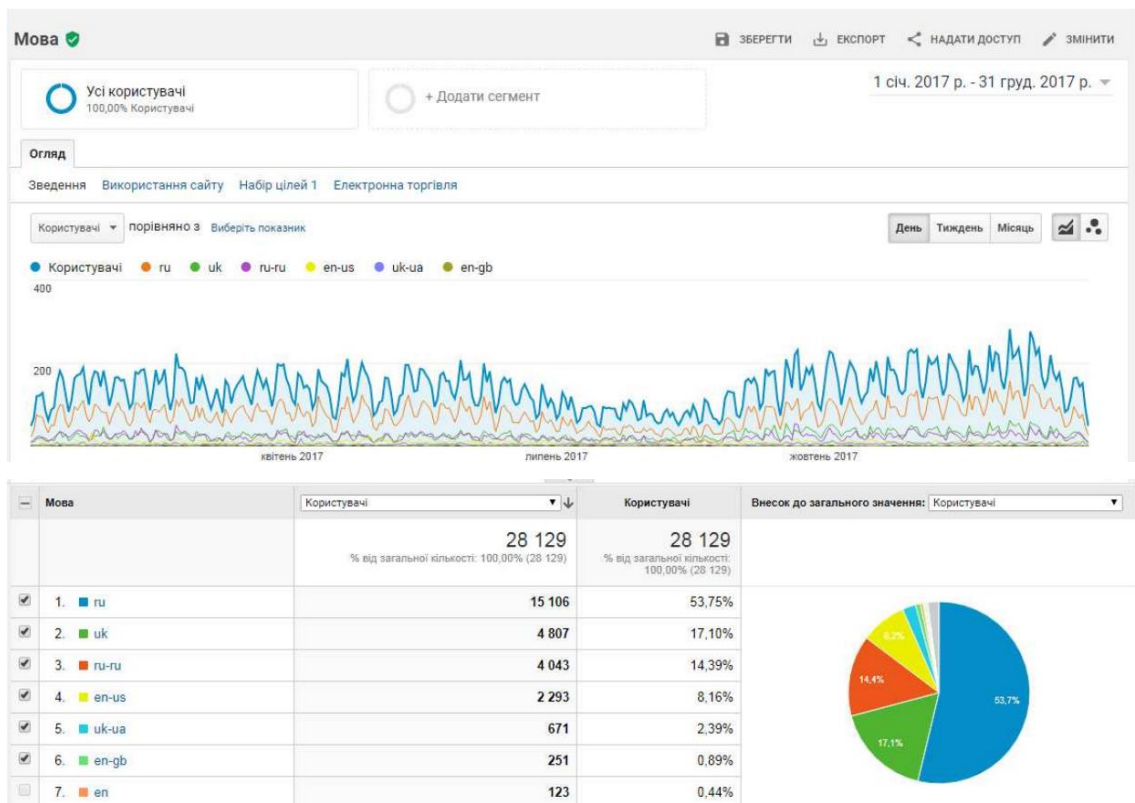 Мова
ЗБЕРЕГТИ ЕКСПОРТ НАДАТИ ДОСТУП ЗМІНИТИ
Усі користувачі
100,00% Користувачі
+ Додати сегмент
1 січ. 2017 р. - 31 груд. 2017 р.
Огляд
Зведення Використання сайту Набір цілей 1 Електронна торгівля
Користувачі порівняно з Виберіть показник
День Тиждень Місяць
Користувачі ru uk ru-ru en-us uk-ua en-gb
400
200
квітень 2017 липень 2017 жовтень 2017
Мова Користувачі Користувачі Внесок до загального значення: Користувачі
28 129 28 129
% від загальної кількості: 100,00% (28 129) % від загальної кількості:
100,00% (28 129)
1. ru 15 106 53,75%
2. uk 4 807 17,10%
3. ru-ru 4 043 14,39%
4. en-us 2 293 8,16%
5. uk-ua 671 2,39%
6. en-gb 251 0,89%
7. en 123 0,44%
8,2%
14,4%
53,7%
17,1%